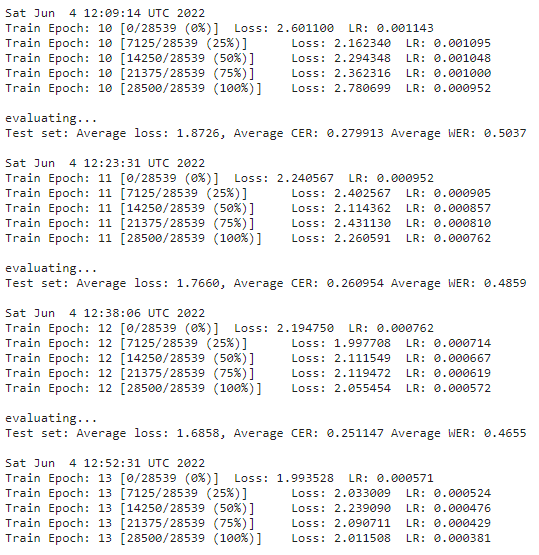 Sat Jun  4 12:09:14 UTC 2022
Train Epoch: 10 [0/28539 (0%)]  Loss: 2.601100  LR: 0.001143
Train Epoch: 10 [7125/28539 (25%)]      Loss: 2.162340  LR: 0.001095
Train Epoch: 10 [14250/28539 (50%)]     Loss: 2.294348  LR: 0.001048
Train Epoch: 10 [21375/28539 (75%)]     Loss: 2.362316  LR: 0.001000
Train Epoch: 10 [28500/28539 (100%)]    Loss: 2.780699  LR: 0.000952

evaluating...
Test set: Average loss: 1.8726, Average CER: 0.279913 Average WER: 0.5037

Sat Jun  4 12:23:31 UTC 2022
Train Epoch: 11 [0/28539 (0%)]  Loss: 2.240567  LR: 0.000952
Train Epoch: 11 [7125/28539 (25%)]      Loss: 2.402567  LR: 0.000905
Train Epoch: 11 [14250/28539 (50%)]     Loss: 2.114362  LR: 0.000857
Train Epoch: 11 [21375/28539 (75%)]     Loss: 2.431130  LR: 0.000810
Train Epoch: 11 [28500/28539 (100%)]    Loss: 2.260591  LR: 0.000762

evaluating...
Test set: Average loss: 1.7660, Average CER: 0.260954 Average WER: 0.4859

Sat Jun  4 12:38:06 UTC 2022
Train Epoch: 12 [0/28539 (0%)]  Loss: 2.194750  LR: 0.000762
Train Epoch: 12 [7125/28539 (25%)]      Loss: 1.997708  LR: 0.000714
Train Epoch: 12 [14250/28539 (50%)]     Loss: 2.111549  LR: 0.000667
Train Epoch: 12 [21375/28539 (75%)]     Loss: 2.119472  LR: 0.000619
Train Epoch: 12 [28500/28539 (100%)]    Loss: 2.055454  LR: 0.000572

evaluating...
Test set: Average loss: 1.6858, Average CER: 0.251147 Average WER: 0.4655

Sat Jun  4 12:52:31 UTC 2022
Train Epoch: 13 [0/28539 (0%)]  Loss: 1.993528  LR: 0.000571
Train Epoch: 13 [7125/28539 (25%)]      Loss: 2.033009  LR: 0.000524
Train Epoch: 13 [14250/28539 (50%)]     Loss: 2.239090  LR: 0.000476
Train Epoch: 13 [21375/28539 (75%)]     Loss: 2.090711  LR: 0.000429
Train Epoch: 13 [28500/28539 (100%)]    Loss: 2.011508  LR: 0.000381